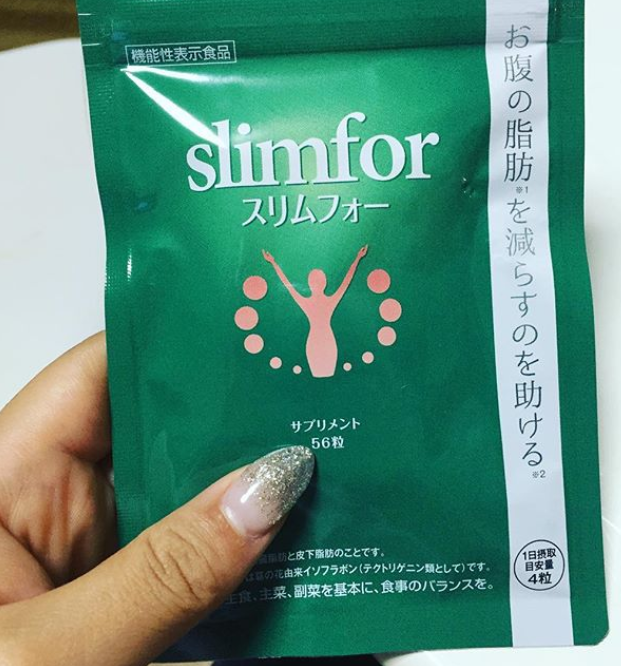 機能性表示食品
slimfor
スリムフォー
サプリメント
56粒
お腹の脂肪※1を減らすのを助ける※2
脂肪と皮下脂肪のことです。
は葛の花由来イソフラボン(テクトリゲニン類として)です。
主食、主菜、副菜を基本に、食事のバランスを。
1日摂取
目安量
4粒